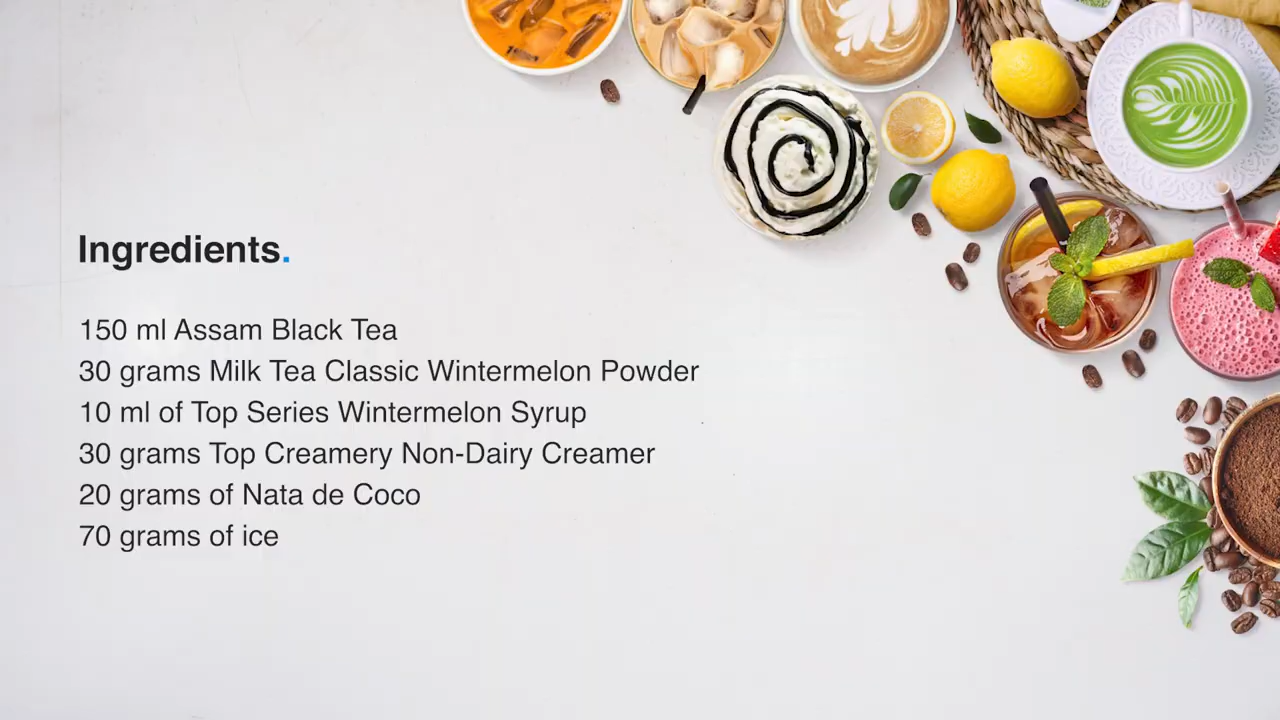 Ingredients.
150 ml Assam Black Tea
30 grams Milk Tea Classic Wintermelon Powder
10 ml of Top Series Wintermelon Syrup
30 grams Top Creamery Non-Dairy Creamer
20 grams of Nata de Coco
70 grams of ice